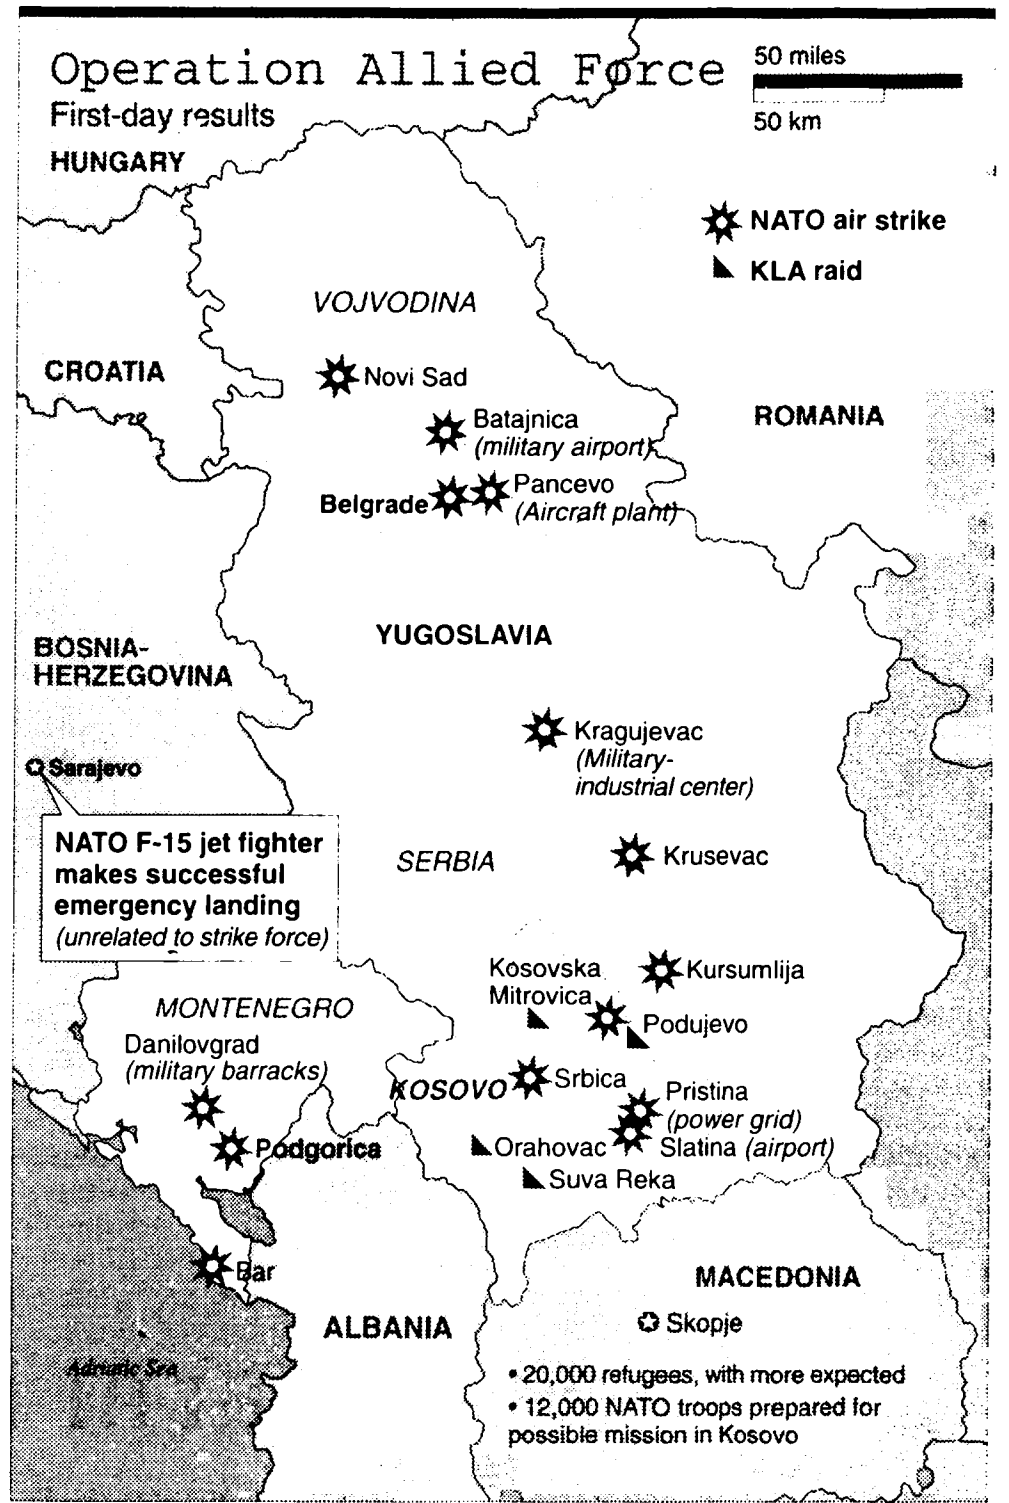 Operation Allied Force
First-day results
50 miles
50 km
HUNGARY
NATO air strike
KLA raid
VOJVODINA
CROATIA
Novi Sad
ROMANIA
Batajnica
(military airport)
Belgrade
Pancevo
(Aircraft plant)
YUGOSLAVIA
BOSNIA-
HERZEGOVINA
Kragujevac
(Military-
industrial center)
Sarajevo
NATO F-15 jet fighter
makes successful
emergency landing
(unrelated to strike force)
SERBIA
Krusevac
Kosovska
Mitrovica
Kursumlija
MONTENEGRO
Podujevo
Danilovgrad
(military barracks)
KOSOVO
Srbica
Pristina
(power grid)
Podgorica
Orahovac
Slatina (airport)
Suva Reka
Bar
MACEDONIA
ALBANIA
Skopje
Adriatic Sea
• 20,000 refugees, with more expected
• 12,000 NATO troops prepared for
possible mission in Kosovo